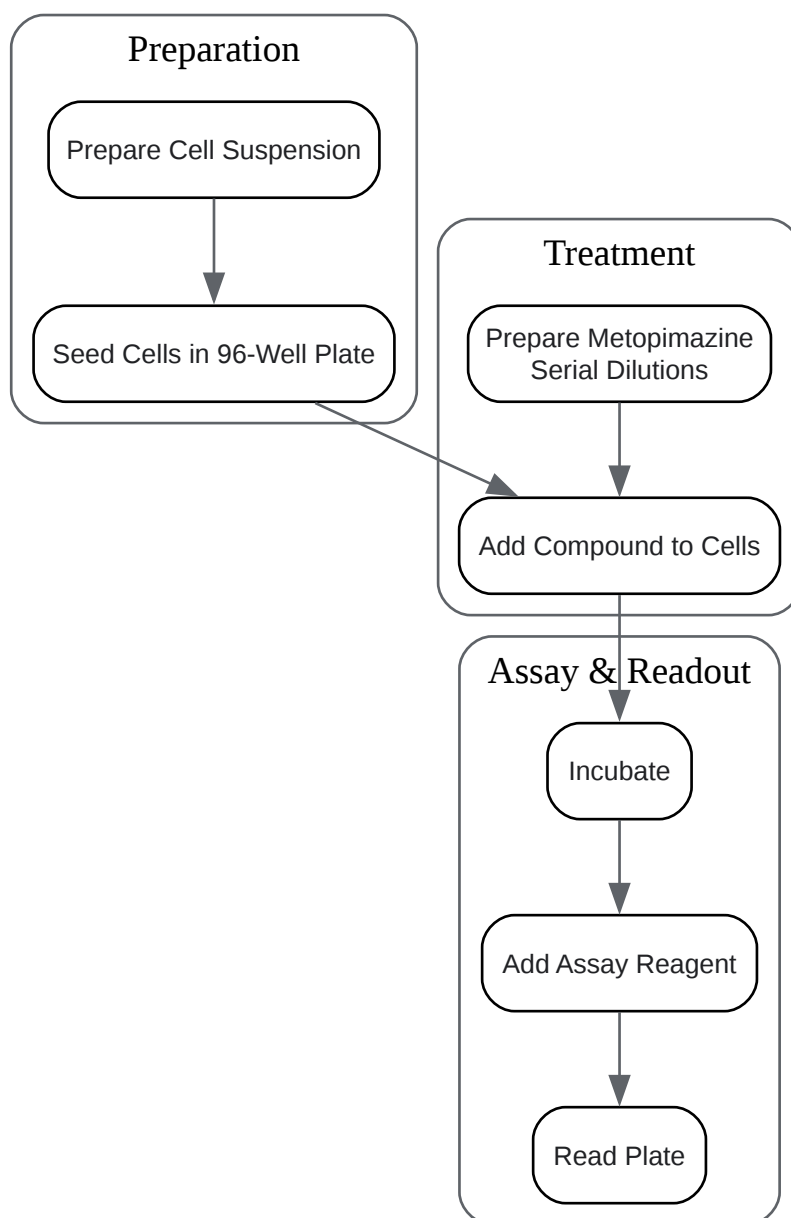 Preparation
Prepare Cell Suspension
Seed Cells in 96-Well Plate
Treatment
Prepare Metopimazine
Serial Dilutions
Add Compound to Cells
Assay & Readout
Incubate
Add Assay Reagent
Read Plate